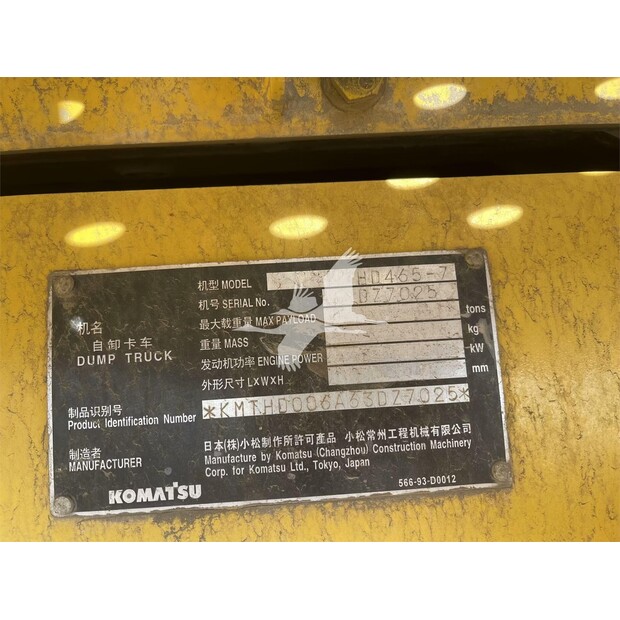 机型 MODEL HD465-7
机号 SERIAL No. DZ7025
机名
自卸卡车
DUMP TRUCK
最大载重量 MAX PAYLOAD tons
重量 MASS kg
发动机功率 ENGINE POWER kW
外形尺寸 LXWXH mm
制品识别号
Product Identification Number *KMTHD006A63DZ7025*
制造者
MANUFACTURER
日本(株)小松制作所許可産品 小松常州工程机械有限公司
Manufacture by Komatsu (Changzhou) Construction Machinery
Corp. for Komatsu Ltd., Tokyo, Japan
KOMATSU
566-93-D0012